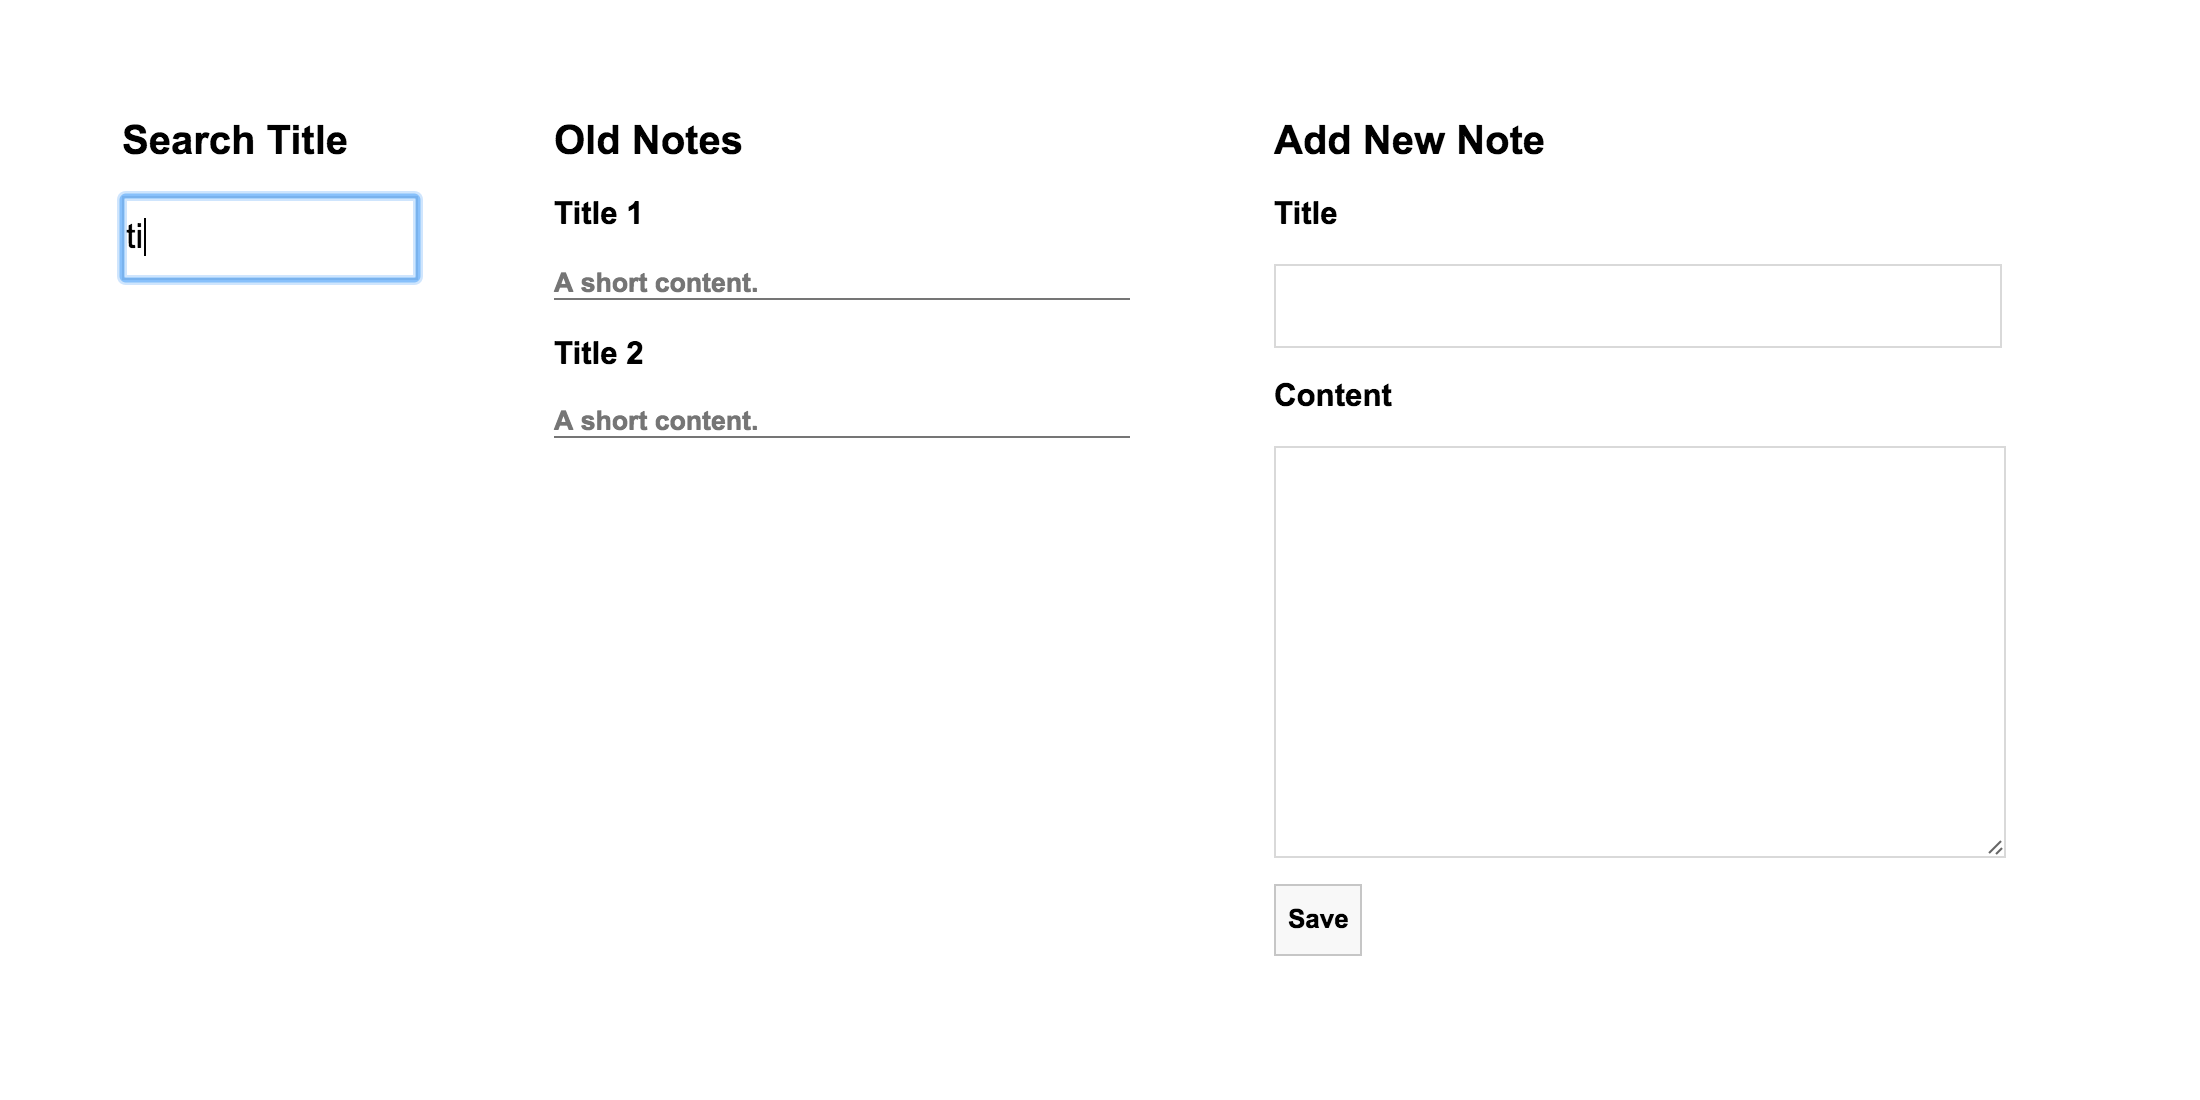 Search Title
ti
Old Notes
Title 1
A short content.
Title 2
A short content.
Add New Note
Title
Content
Save